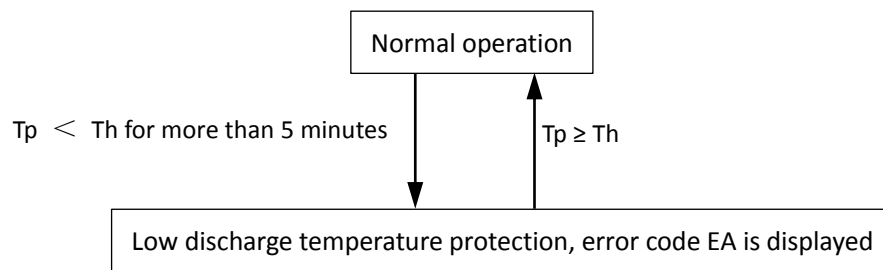 Normal operation
Tp ＜ Th for more than 5 minutes
Tp ≥ Th
Low discharge temperature protection, error code EA is displayed